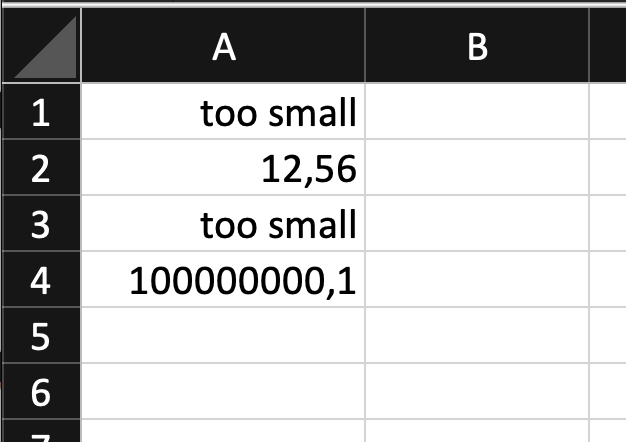 A B
1 too small
2 12,56
3 too small
4 100000000,1
5
6